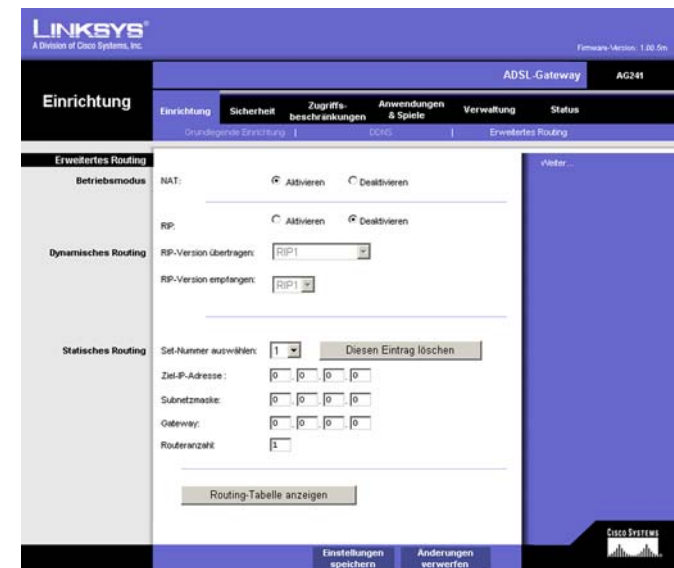 LINKSYS®
A Division of Cisco Systems, Inc.
Firmware-Version: 1.00.5m
ADSL-Gateway AG241
Einrichtung
Einrichtung Sicherheit Zugriffs-beschränkungen Anwendungen & Spiele Verwaltung Status
Grundlegende Einrichtung | DDNS | Erweitertes Routing
Erweitertes Routing
Weiter...
Betriebsmodus NAT: Aktivieren Deaktivieren
RIP: Aktivieren Deaktivieren
Dynamisches Routing RIP-Version übertragen: RIP1
RIP-Version empfangen: RIP1
Statisches Routing Set-Nummer auswählen: 1 Diesen Eintrag löschen
Ziel-IP-Adresse: 0 . 0 . 0 . 0
Subnetzmaske: 0 . 0 . 0 . 0
Gateway: 0 . 0 . 0 . 0
Routeranzahl: 1
Routing-Tabelle anzeigen
CISCO SYSTEMS
Einstellungen speichern Änderungen verwerfen